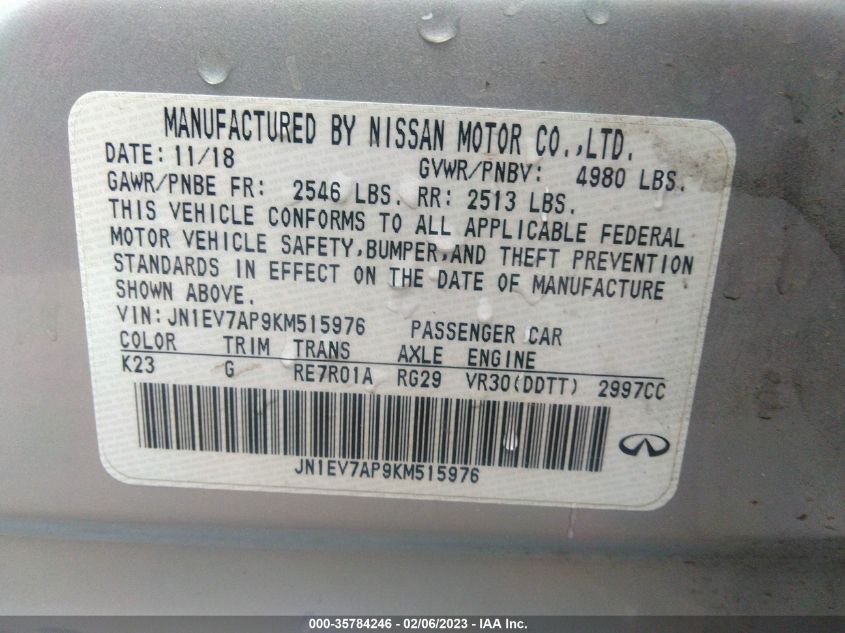 MANUFACTURED BY NISSAN MOTOR CO.,LTD.
DATE: 11/18 GVWR/PNBV: 4980 LBS.
GAWR/PNBE FR: 2546 LBS. RR: 2513 LBS.
THIS VEHICLE CONFORMS TO ALL APPLICABLE FEDERAL
MOTOR VEHICLE SAFETY,BUMPER,AND THEFT PREVENTION
STANDARDS IN EFFECT ON THE DATE OF MANUFACTURE
SHOWN ABOVE.
VIN: JN1EV7AP9KM515976 PASSENGER CAR
COLOR TRIM TRANS AXLE ENGINE
K23 G RE7R01A RG29 VR30(DDTT) 2997CC
JN1EV7AP9KM515976
000-35784246 - 02/06/2023 - IAA Inc.